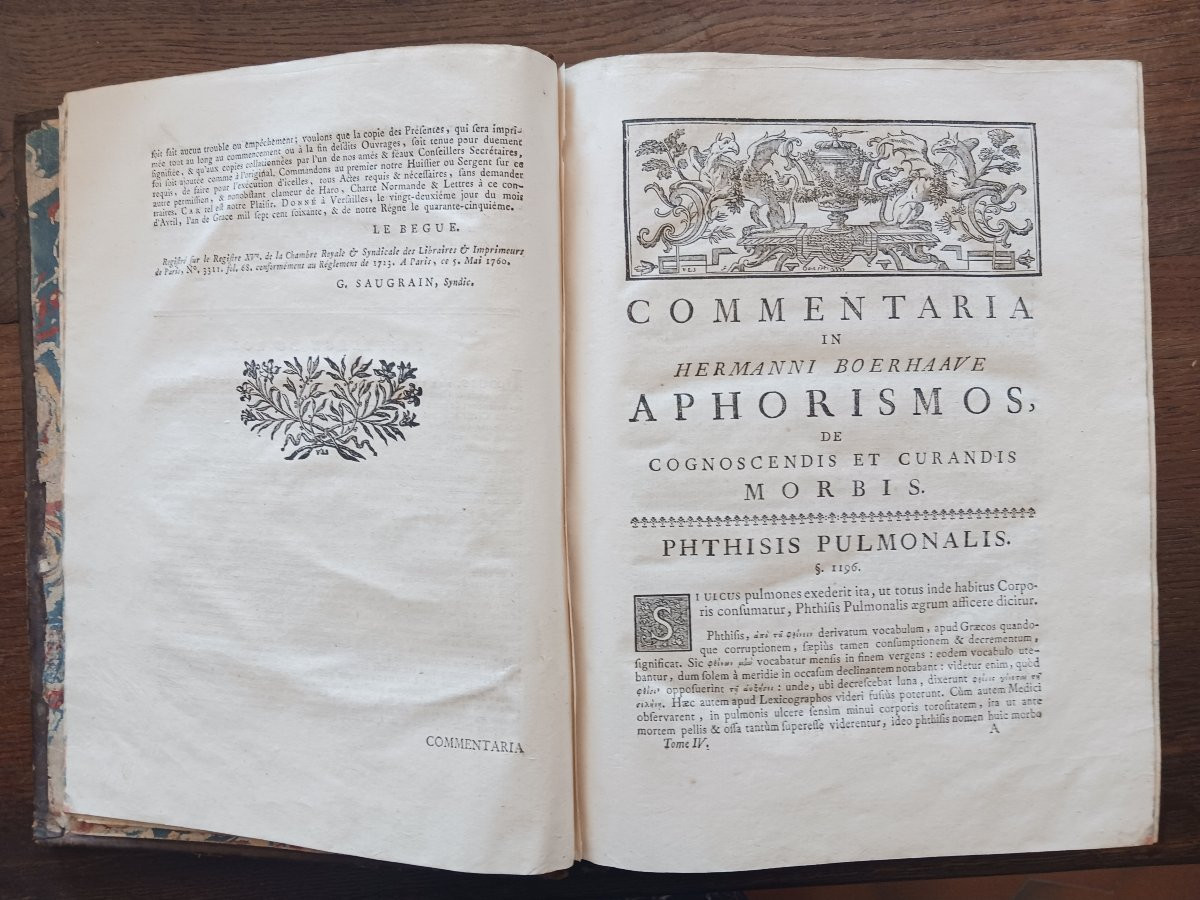 soit fait aucun trouble ou empêchement; voulons que la copie des Présentes, qui sera impri-
mée tout au long au commencement ou à la fin desdits Ouvrages, soit tenue pour duement
signifiée, & qu'aux copies collationnées par l'un de nos amés & féaux Conseillers Secrétaires,
foi soit ajoutée comme à l'original. Commandons au premier notre Huissier ou Sergent sur ce
requis, de faire pour l'exécution d'icelles, tous Actes requis & nécessaires, sans demander
autre permission, & nonobstant clameur de Haro, Charte Normande & Lettres à ce con-
traires. CAR tel est notre Plaisir. DONNÉ à Versailles, le vingt-deuxiéme jour du mois
d'Avril, l'an de Grace mil sept cent soixante, & de notre Régne le quarante-cinquiéme.
LE BEGUE.
Registré sur le Registre XVme. de la Chambre Royale & Syndicale des Libraires & Imprimeurs
de Paris, No. 3311. fol. 68. conformément au Réglement de 1723. A Paris, ce 5. Mai 1760.
G. SAUGRAIN, Syndic.
COMMENTARIA
COMMENTARIA
IN
HERMANNI BOERHAAVE
APHORISMOS,
DE
COGNOSCENDIS ET CURANDIS
MORBIS.
PHTHISIS PULMONALIS.
§. 1196.
SI ULCUS pulmones exederit ita, ut totus inde habitus Corpo-
ris consumatur, Phthisis Pulmonalis ægrum afficere dicitur.
Phthisis, ἀπὸ τοῦ φθίνειν derivatum vocabulum, apud Græcos quando-
que corruptionem, sæpiùs tamen consumptionem & decrementum,
significat. Sic vocabatur mensis in finem vergens: eodem vocabulo ute-
bantur, dum solem à meridie in occasum declinantem notabant: videtur enim, quòd
opposuerint: unde, ubi decrescebat luna, dixerunt
Hæc autem apud Lexicographos videri fusiùs poterunt. Cùm autem Medici
observarent, in pulmonis ulcere sensim minui corporis torositatem, ita ut ante
mortem pellis & ossa tantùm superesse viderentur, ideo phthisis nomen huic morbo
Tome IV. A